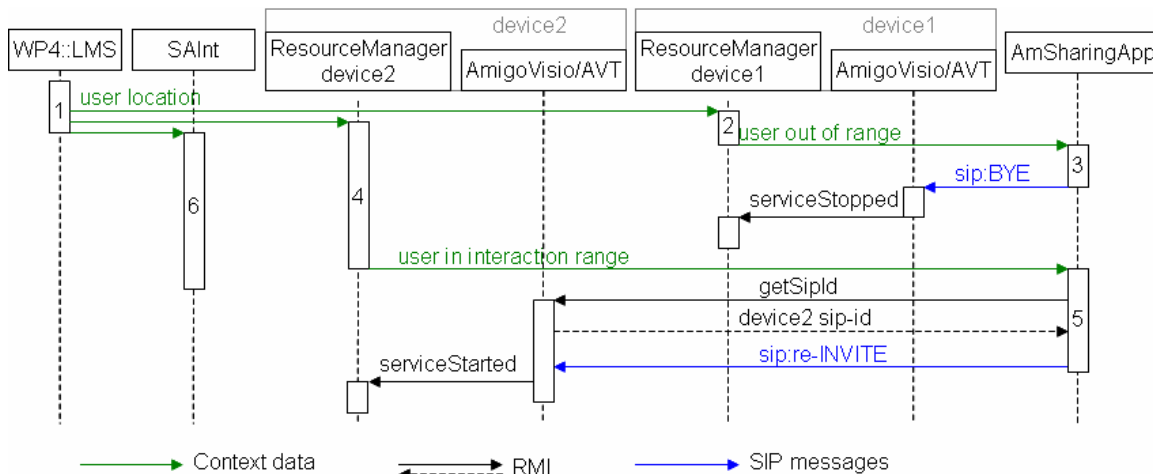 device2
device1
WP4::LMS
SAInt
ResourceManager
device2
AmigoVisio/AVT
ResourceManager
device1
AmigoVisio/AVT
AmSharingApp
1
user location
2
user out of range
3
sip:BYE
4
6
serviceStopped
user in interaction range
getSipId
device2 sip-id
5
sip:re-INVITE
serviceStarted
Context data
RMI
SIP messages